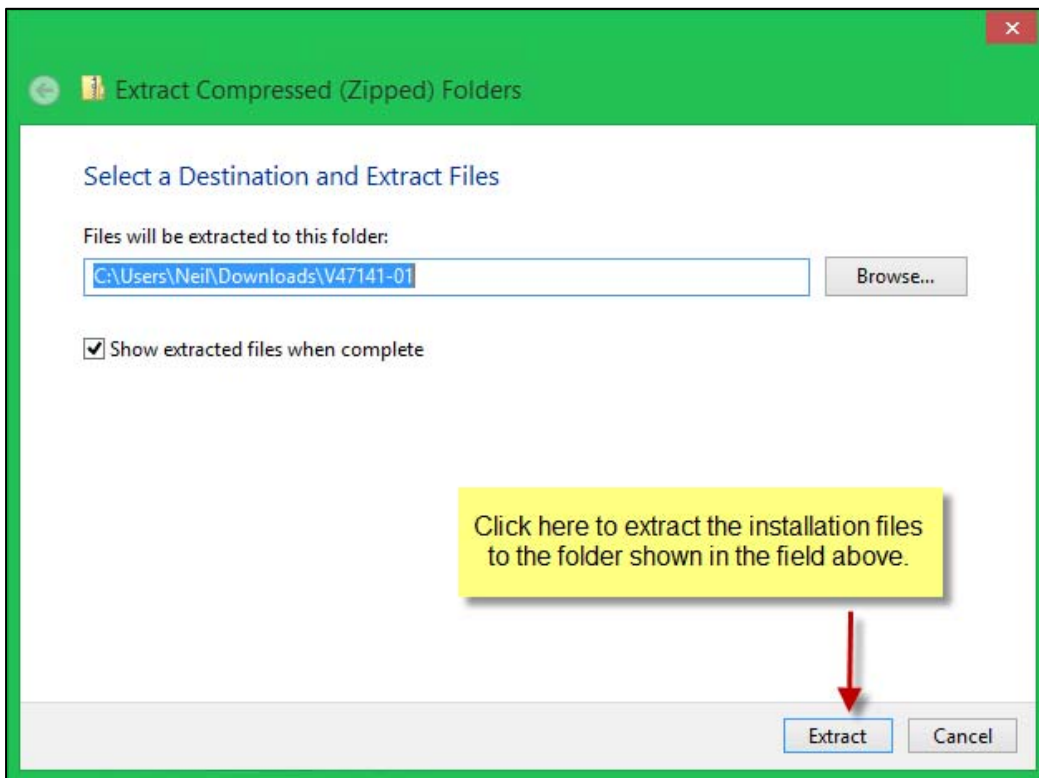 Extract Compressed (Zipped) Folders
Select a Destination and Extract Files
Files will be extracted to this folder:
C:\Users\Neil\Downloads\V47141-01
Browse...
Show extracted files when complete
Click here to extract the installation files
to the folder shown in the field above.
Extract
Cancel